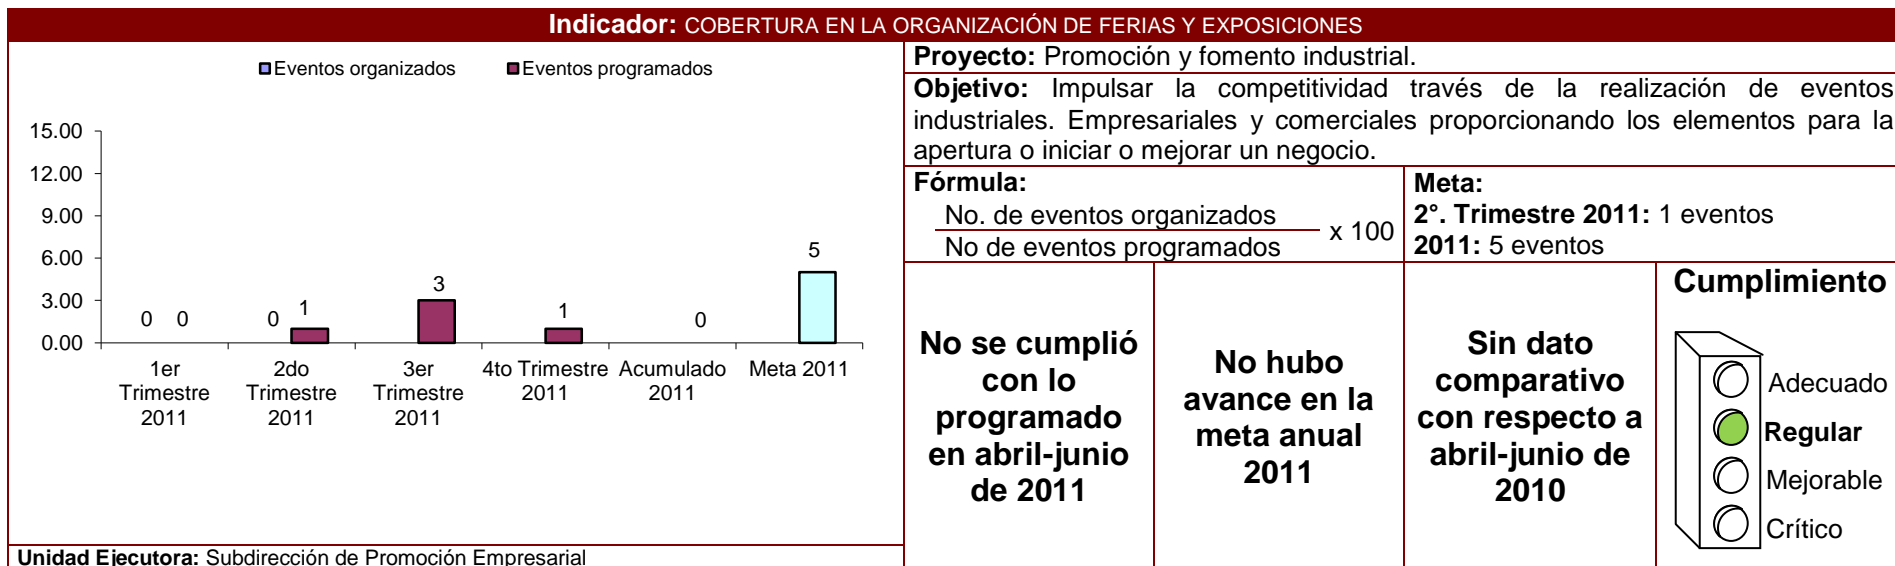 Indicador: COBERTURA EN LA ORGANIZACIÓN DE FERIAS Y EXPOSICIONES
Eventos organizados
Eventos programados
15.00
12.00
9.00
6.00
3.00
0.00
0
0
0
1
3
1
0
5
1er
Trimestre
2011
2do
Trimestre
2011
3er
Trimestre
2011
4to Trimestre
2011
Acumulado
2011
Meta 2011
Unidad Ejecutora: Subdirección de Promoción Empresarial
Proyecto: Promoción y fomento industrial.
Objetivo: Impulsar la competitividad través de la realización de eventos
industriales. Empresariales y comerciales proporcionando los elementos para la
apertura o iniciar o mejorar un negocio.
Fórmula:
No. de eventos organizados
No de eventos programados
x 100
Meta:
2°. Trimestre 2011: 1 eventos
2011: 5 eventos
No se cumplió
con lo
programado
en abril-junio
de 2011
No hubo
avance en la
meta anual
2011
Sin dato
comparativo
con respecto a
abril-junio de
2010
Cumplimiento
Adecuado
Regular
Mejorable
Crítico